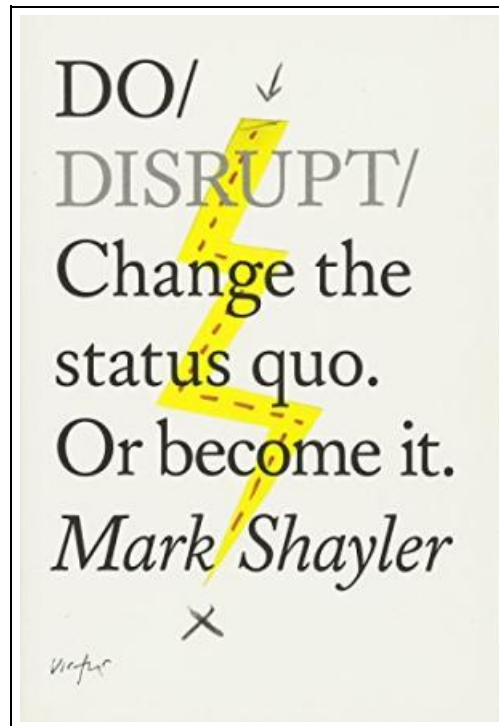 DO/
DISRUPT/
Change the
status quo.
Or become it.
Mark Shayler